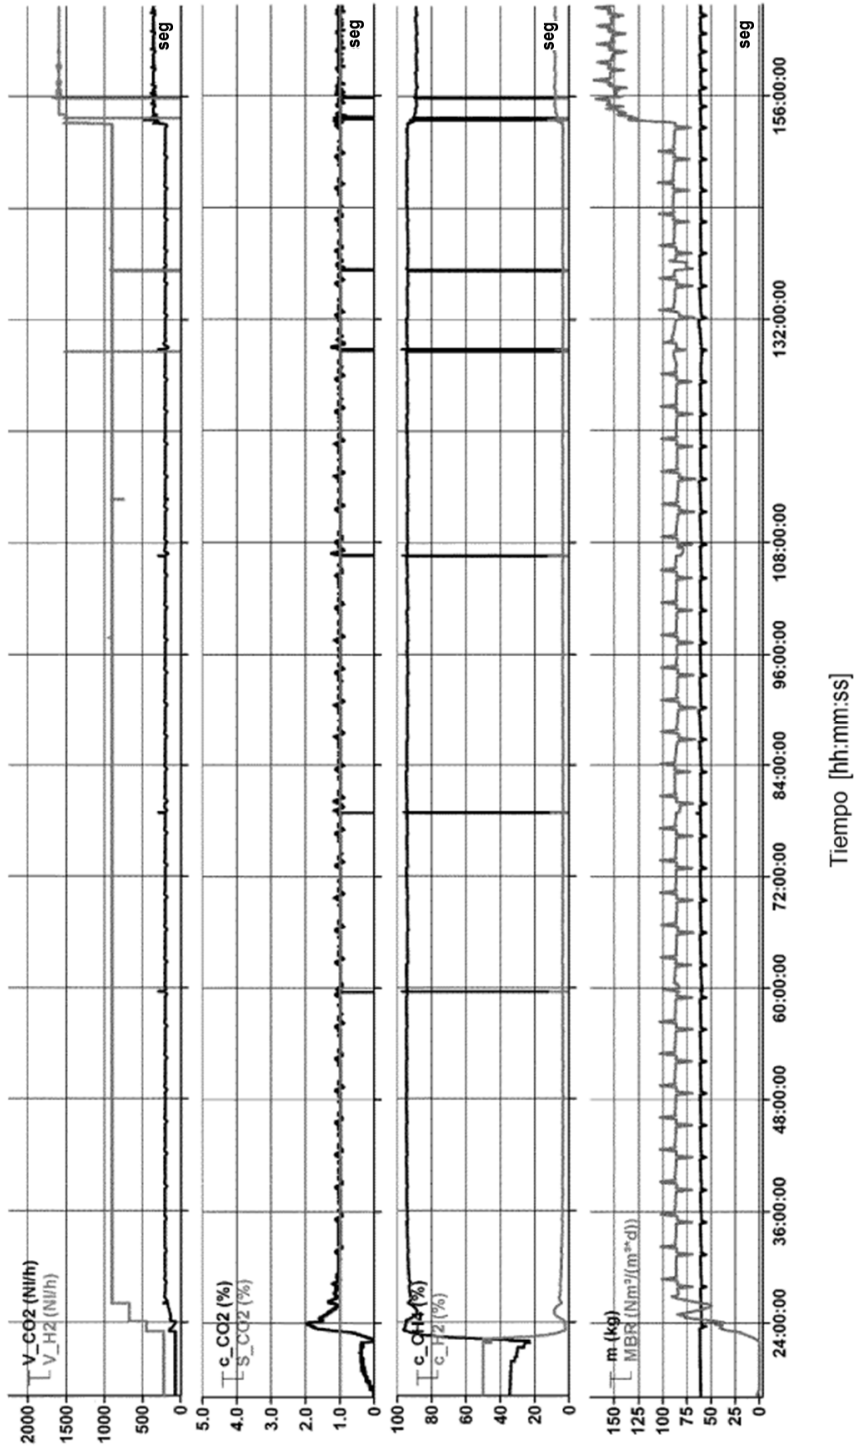 V_CO2 (Nl/h)
V_H2 (Nl/h)
2000
1500
1000
500
0
seg
c_CO2 (%)
S_CO2 (%)
5.0
4.0
3.0
2.0
1.0
0
seg
c_CH4 (%)
c_H2 (%)
100
80
60
40
20
0
seg
m (kg)
MBR (Nm³/(m³*d))
150
125
100
75
50
25
0
seg
24:00:00
36:00:00
48:00:00
60:00:00
72:00:00
84:00:00
96:00:00
108:00:00
132:00:00
156:00:00
Tiempo [hh:mm:ss]